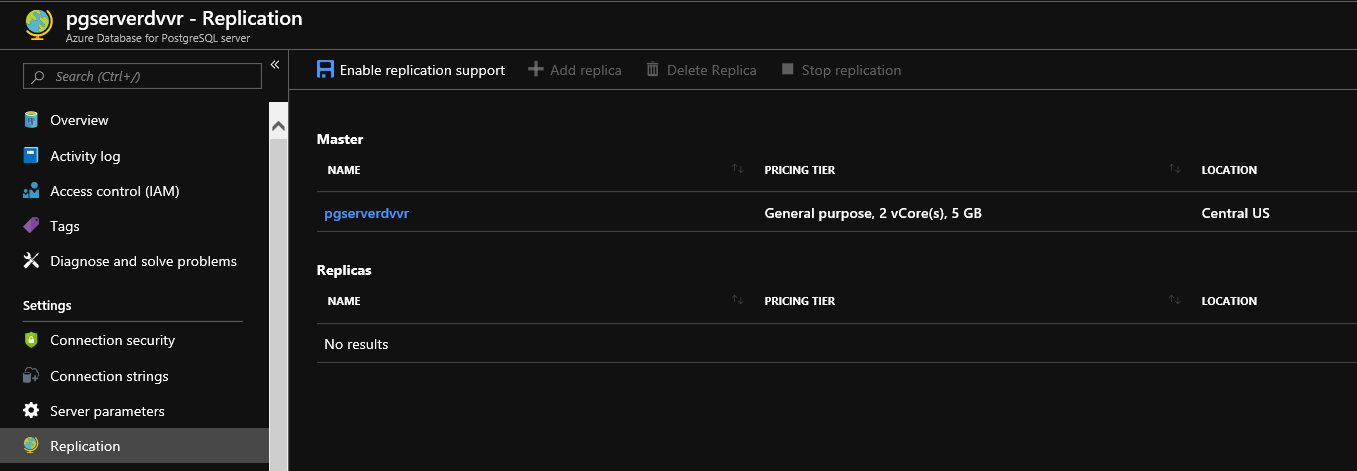 pgserverdvvr - Replication
Azure Database for PostgreSQL server
Search (Ctrl+/)
«
Overview
Activity log
Access control (IAM)
Tags
Diagnose and solve problems
Settings
Connection security
Connection strings
Server parameters
Replication
Enable replication support Add replica Delete Replica Stop replication
Master
NAME PRICING TIER LOCATION
pgserverdvvr General purpose, 2 vCore(s), 5 GB Central US
Replicas
NAME PRICING TIER LOCATION
No results